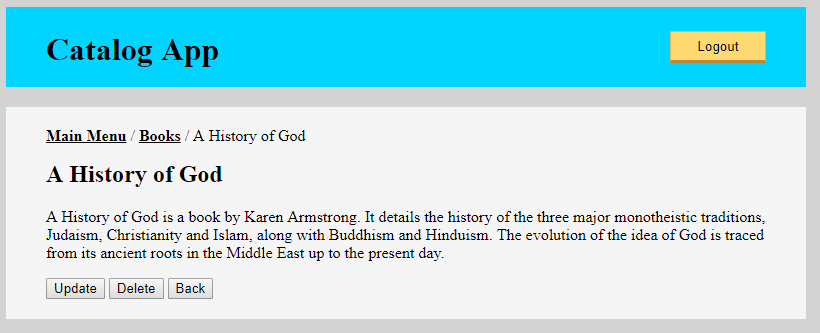 Catalog App
Logout
Main Menu / Books / A History of God
A History of God
A History of God is a book by Karen Armstrong. It details the history of the three major monotheistic traditions,
Judaism, Christianity and Islam, along with Buddhism and Hinduism. The evolution of the idea of God is traced
from its ancient roots in the Middle East up to the present day.
Update Delete Back